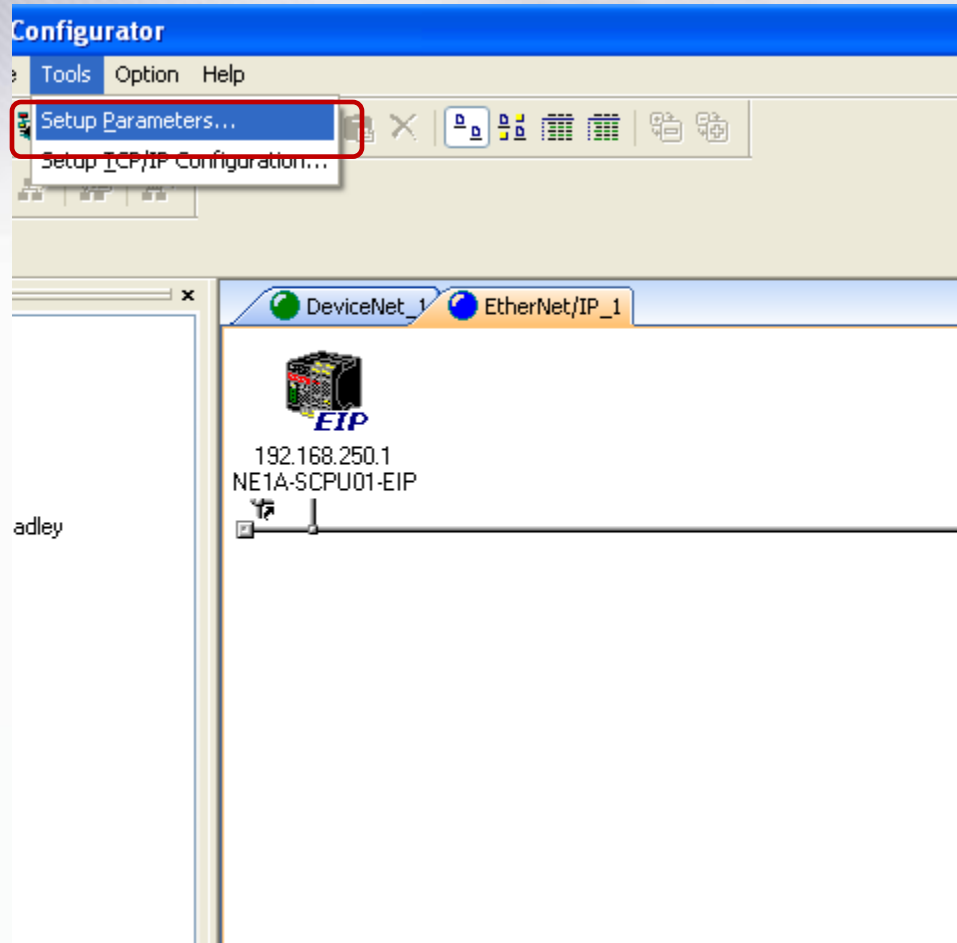 Configurator
Tools Option Help
Setup Parameters...
Setup TCP/IP Configuration...
DeviceNet_1 EtherNet/IP_1
EIP
192.168.250.1
NE1A-SCPU01-EIP
adley